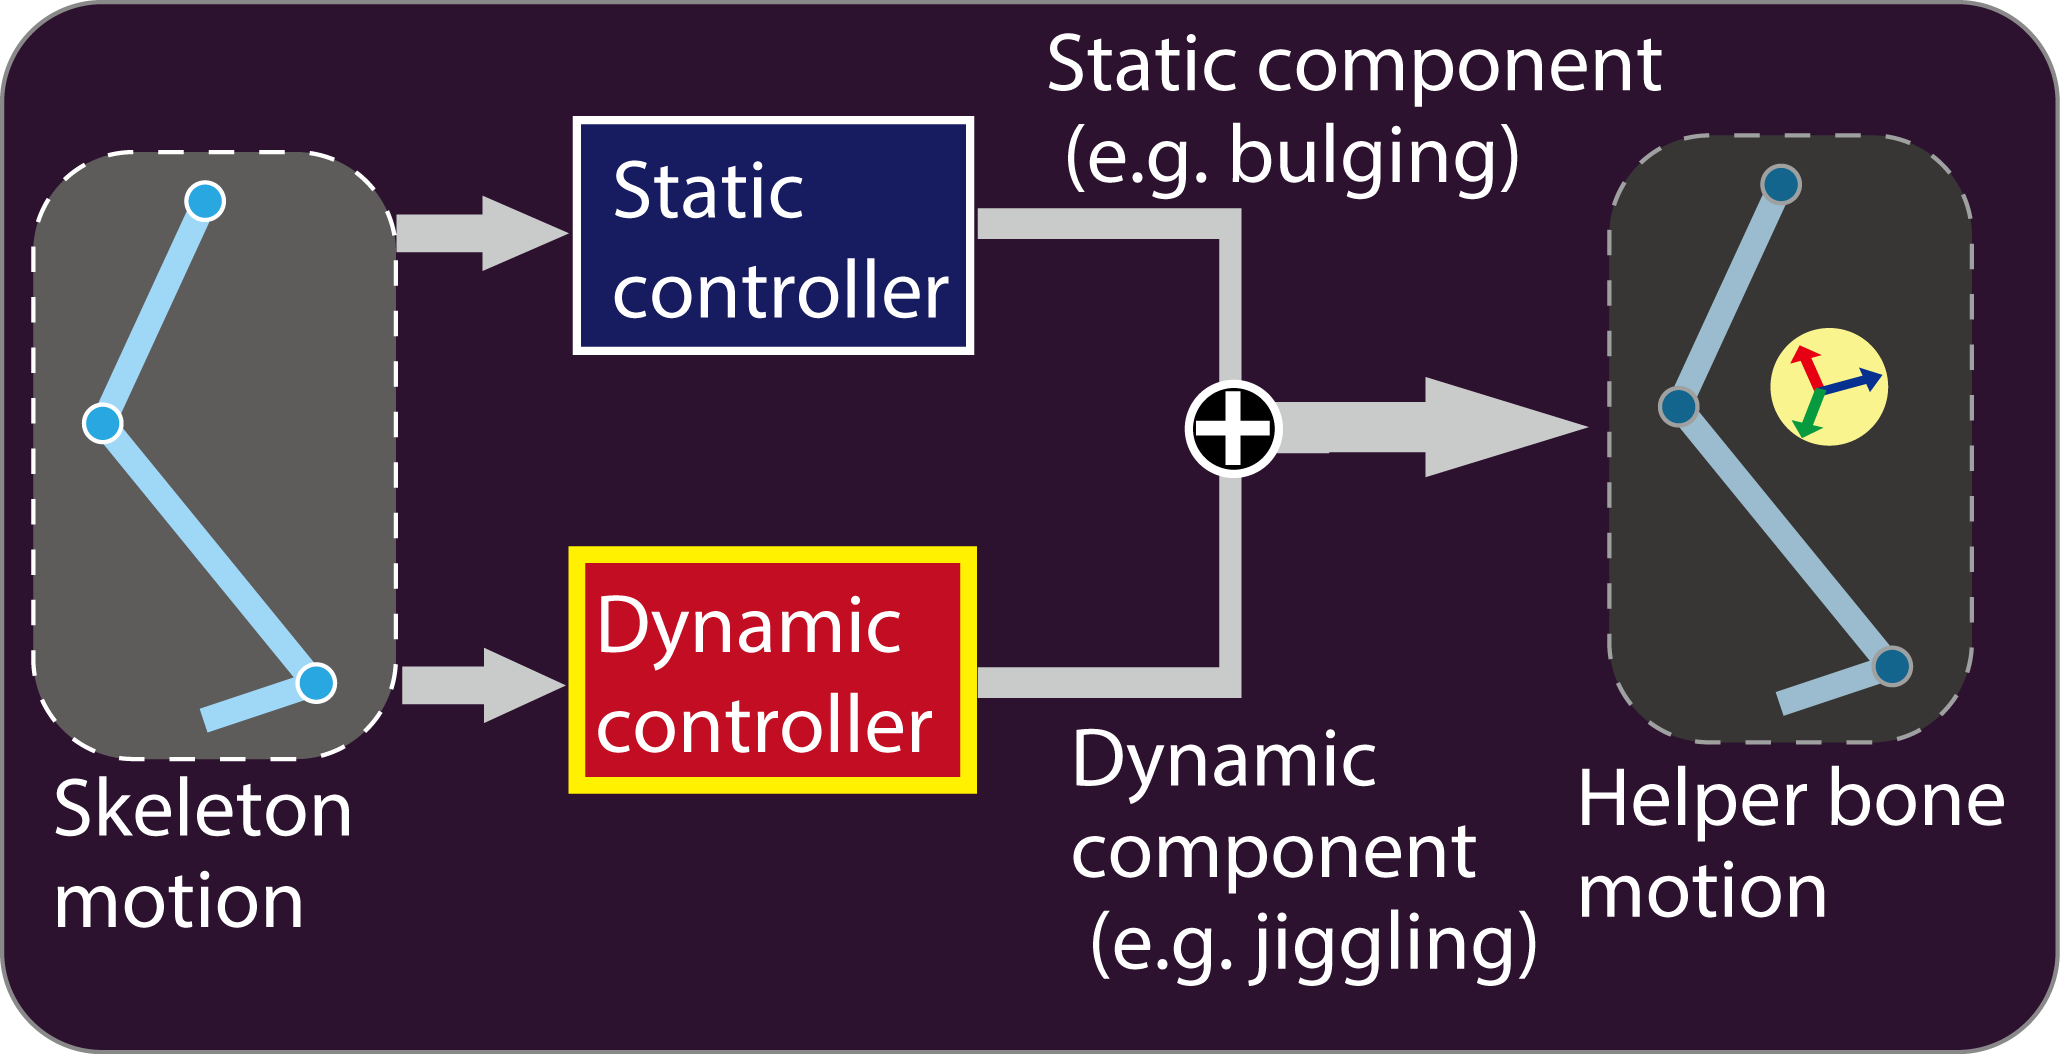 Static component
(e.g. bulging)
Static
controller
Dynamic
controller
Skeleton
motion
Dynamic
component
(e.g. jiggling)
Helper bone
motion